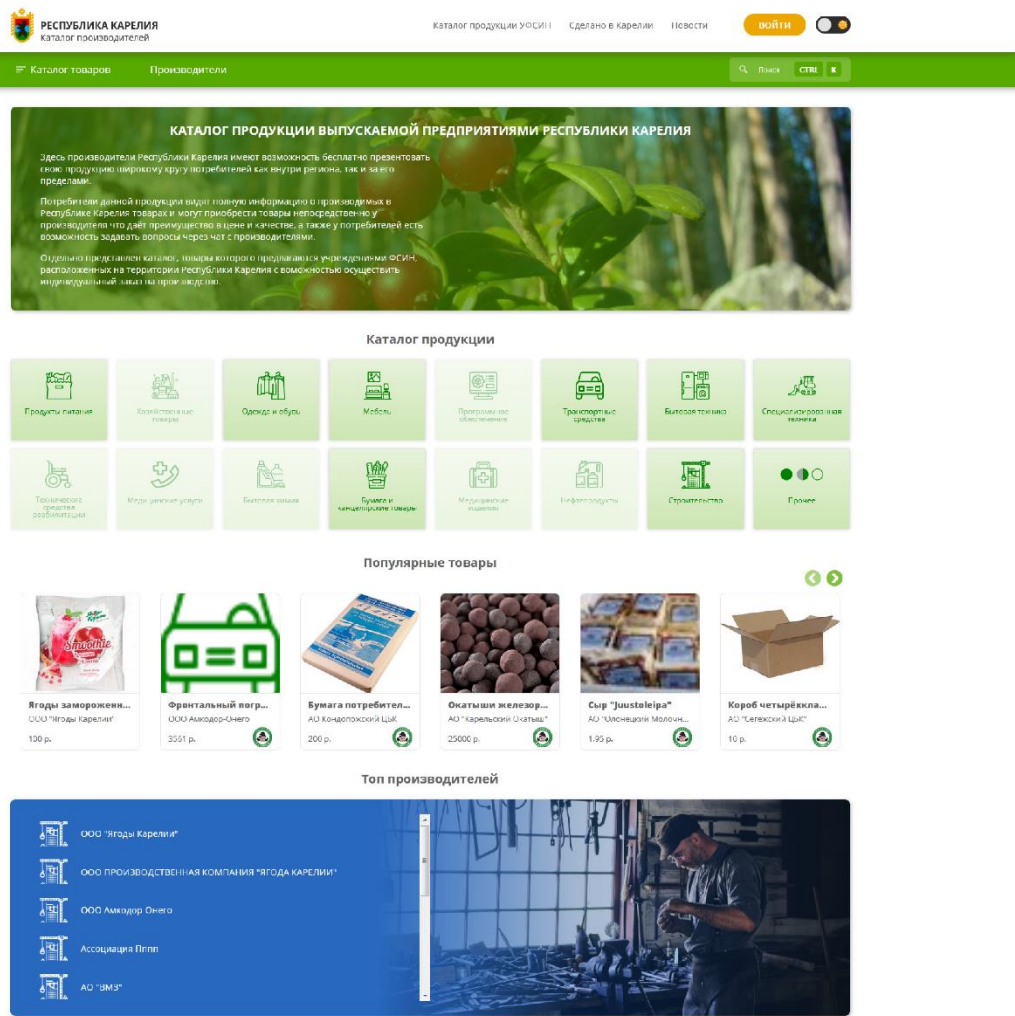 РЕСПУБЛИКА КАРЕЛИЯ
Каталог производителей
Каталог продукции УФСИН Сделано в Карелии Новости ВОЙТИ
Каталог товаров Производители Поиск CTRL K
КАТАЛОГ ПРОДУКЦИИ ВЫПУСКАЕМОЙ ПРЕДПРИЯТИЯМИ РЕСПУБЛИКИ КАРЕЛИЯ
Здесь производители Республики Карелия имеют возможность бесплатно презентовать
свою продукцию широкому кругу потребителей как внутри региона, так и за его
пределами.
Потребители данной продукции видят полную информацию о производимых в
Республике Карелия товарах и могут приобрести товары непосредственно у
производителя что даёт преимущество в цене и качестве, а также у потребителей есть
возможность задавать вопросы через чат с производителями.
Отдельно представлен каталог, товары которого предлагаются учреждениями ФСИН,
расположенных на территории Республики Карелия с воможностью осуществить
индивидуальный заказ на производство.
Каталог продукции
Продукты питания
Хозяйственные
товары
Одежда и обувь
Мебель
Программное
обеспечение
Транспортные
средства
Бытовая техника
Специализированная
техника
Технические
средства
реабилитации
Медицинские услуги
Бытовая химия
Бумага и
канцелярские товары
Медицинские
изделия
Нефтепродукты
Строительство
Прочее
Популярные товары
Smoothie
Ягоды замороженн...
ООО "Ягоды Карелии"
100 р.
Фронтальный погр...
ООО Амкодор-Онего
3561 р.
Бумага потребител...
АО Кондопожский ЦБК
200 р.
Окатыши железор...
АО "Карельский Окатыш"
25000 р.
Сыр "Juustoleipa"
АО "Олонецкий Молочн...
1.95 р.
Короб четырёхкла...
АО "Сегежский ЦБК"
10 р.
Топ производителей
ООО "Ягоды Карелии"
ООО ПРОИЗВОДСТВЕННАЯ КОМПАНИЯ "ЯГОДА КАРЕЛИИ"
ООО Амкодор Онего
Ассоциация Пппп
АО "ВМЗ"